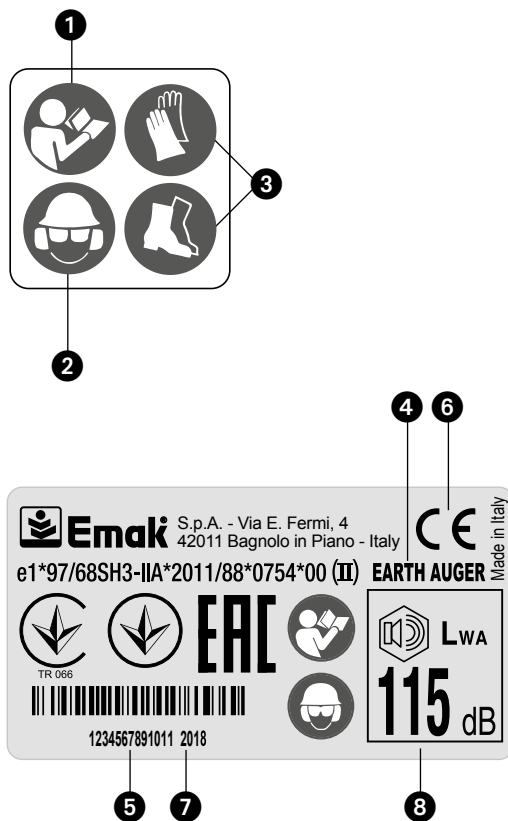 1
3
2
4 6
Emak S.p.A. - Via E. Fermi, 4
42011 Bagnolo in Piano - Italy
CE
Made in Italy
e1*97/68SH3-IIA*2011/88*0754*00 (III) EARTH AUGER
TR 066
EAC
LWA
115 dB
1234567891011 2018
5 7 8